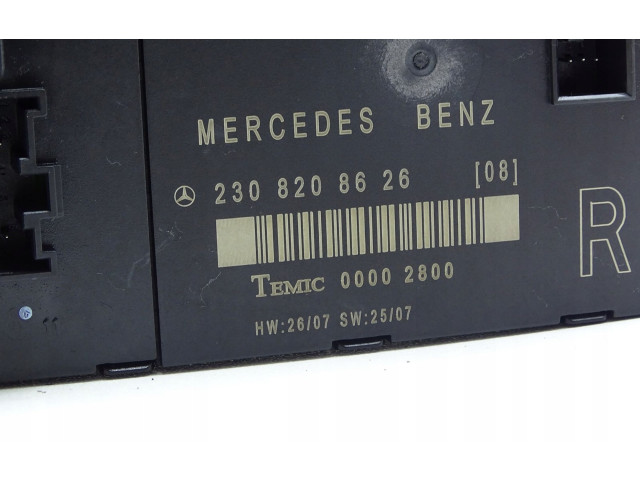 MERCEDES BENZ
230 820 86 26 [08]
R
TEMIC 0000 2800
HW:26/07 SW:25/07